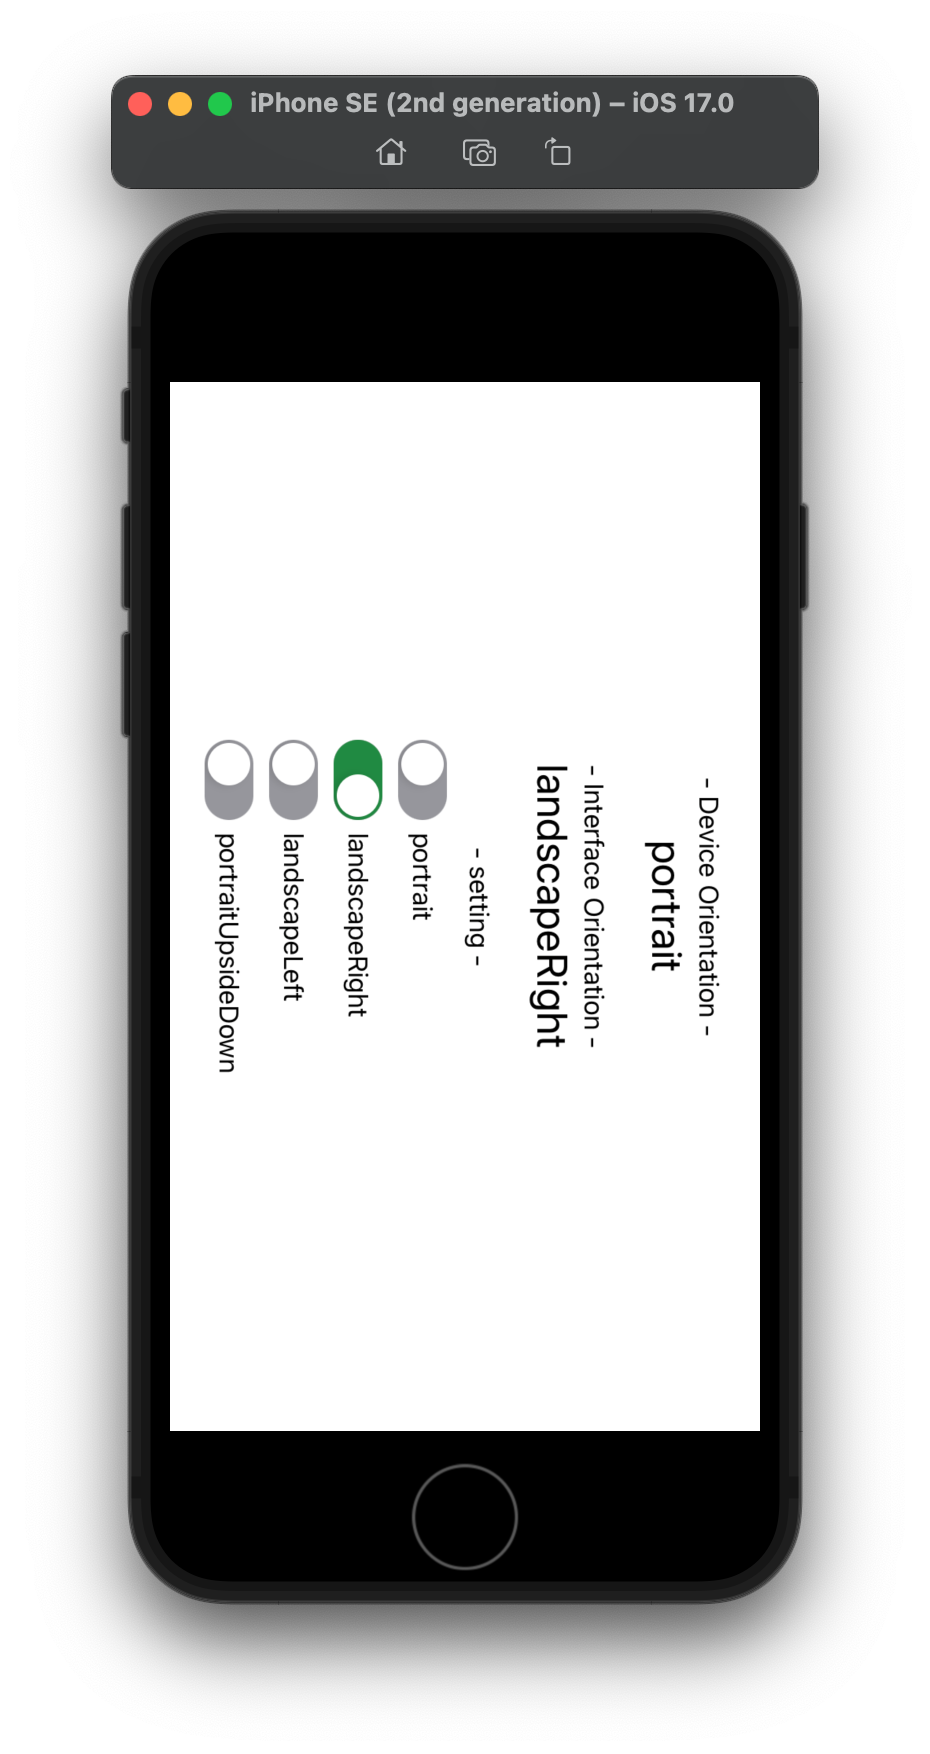 iPhone SE (2nd generation) – iOS 17.0
- Device Orientation -
portrait
- Interface Orientation -
landscapeRight
- setting -
portrait
landscapeRight
landscapeLeft
portraitUpsideDown